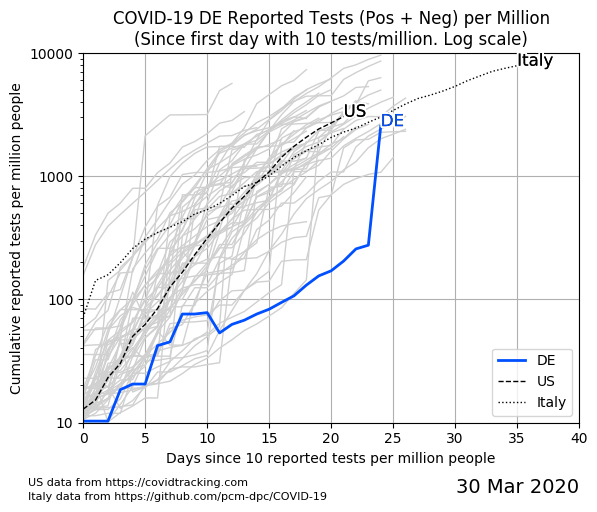 COVID-19 DE Reported Tests (Pos + Neg) per Million
(Since first day with 10 tests/million. Log scale)
10000
1000
100
10
Cumulative reported tests per million people
Italy
US
DE
DE
US
Italy
0 5 10 15 20 25 30 35 40
Days since 10 reported tests per million people
US data from https://covidtracking.com
Italy data from https://github.com/pcm-dpc/COVID-19
30 Mar 2020